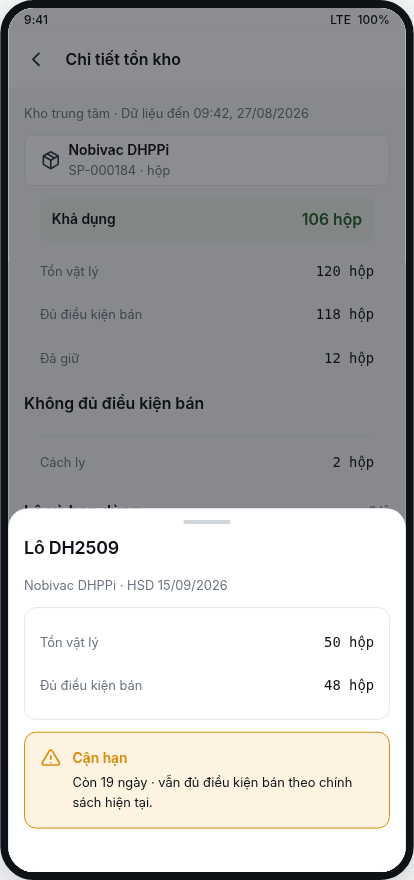 9:41
LTE 100%
Chi tiết tồn kho
Kho trung tâm · Dữ liệu đến 09:42, 27/08/2026
Nobivac DHPPi
SP-000184 · hộp
Khả dụng 106 hộp
Tồn vật lý 120 hộp
Đủ điều kiện bán 118 hộp
Đã giữ 12 hộp
Không đủ điều kiện bán
Cách ly 2 hộp
Lô DH2509
Nobivac DHPPi · HSD 15/09/2026
Tồn vật lý 50 hộp
Đủ điều kiện bán 48 hộp
Cận hạn
Còn 19 ngày · vẫn đủ điều kiện bán theo chính
sách hiện tại.